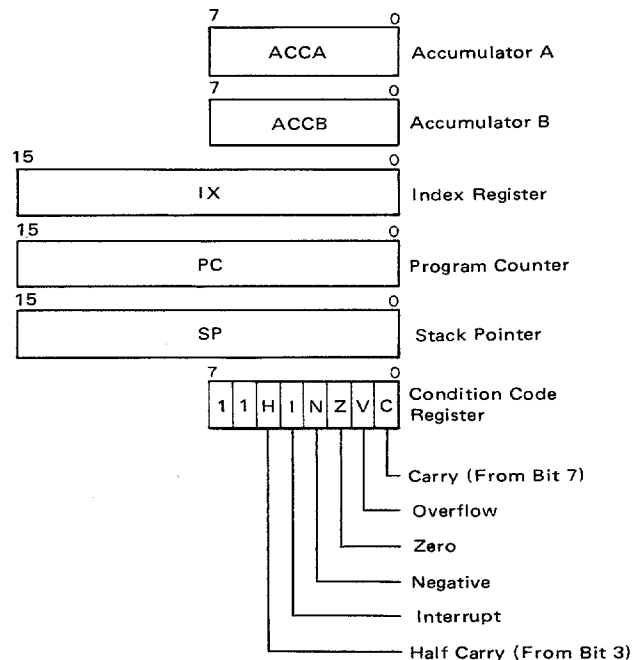 7 0
ACCA Accumulator A
7 0
ACCB Accumulator B
15 0
IX Index Register
15 0
PC Program Counter
15 0
SP Stack Pointer
7 0
1 1 H I N Z V C Condition Code
Register
Carry (From Bit 7)
Overflow
Zero
Negative
Interrupt
Half Carry (From Bit 3)